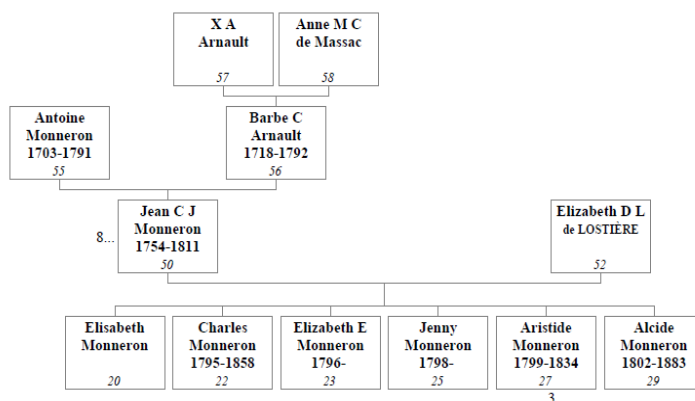 X A
Arnault
57
Anne M C
de Massac
58
Antoine
Monneron
1703-1791
55
Barbe C
Arnault
1718-1792
56
8...
Jean C J
Monneron
1754-1811
50
Elizabeth D L
de LOSTIÈRE
52
Elisabeth
Monneron
20
Charles
Monneron
1795-1858
22
Elizabeth E
Monneron
1796-
23
Jenny
Monneron
1798-
25
Aristide
Monneron
1799-1834
27
3
Alcide
Monneron
1802-1883
29